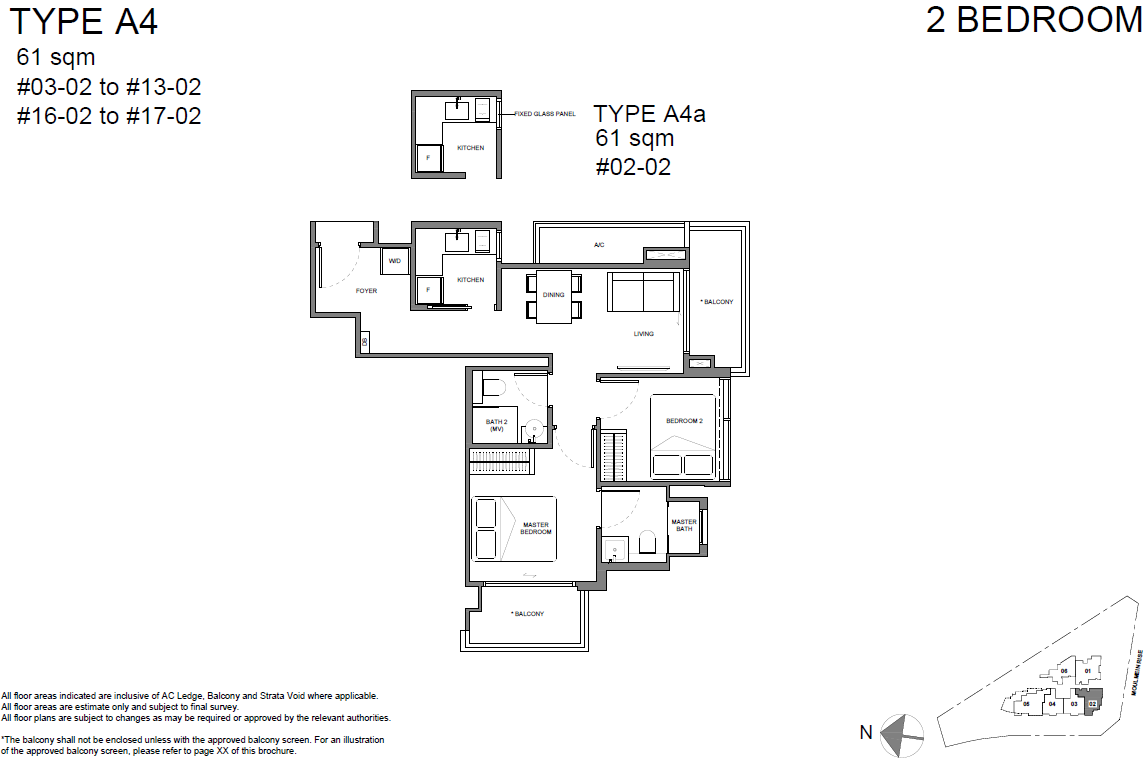 TYPE A4
2 BEDROOM
61 sqm
#03-02 to #13-02
#16-02 to #17-02
FIXED GLASS PANEL
TYPE A4a
61 sqm
#02-02
KITCHEN
F
A/C
W/D
KITCHEN
FOYER
F
DINING
* BALCONY
LIVING
DB
BATH 2
(MV)
BEDROOM 2
MASTER
BEDROOM
MASTER
BATH
* BALCONY
MOULMEIN RISE
06
01
05
04
03
02
N
All floor areas indicated are inclusive of AC Ledge, Balcony and Strata Void where applicable.
All floor areas are estimate only and subject to final survey.
All floor plans are subject to changes as may be required or approved by the relevant authorities.
*The balcony shall not be enclosed unless with the approved balcony screen. For an illustration
of the approved balcony screen, please refer to page XX of this brochure.